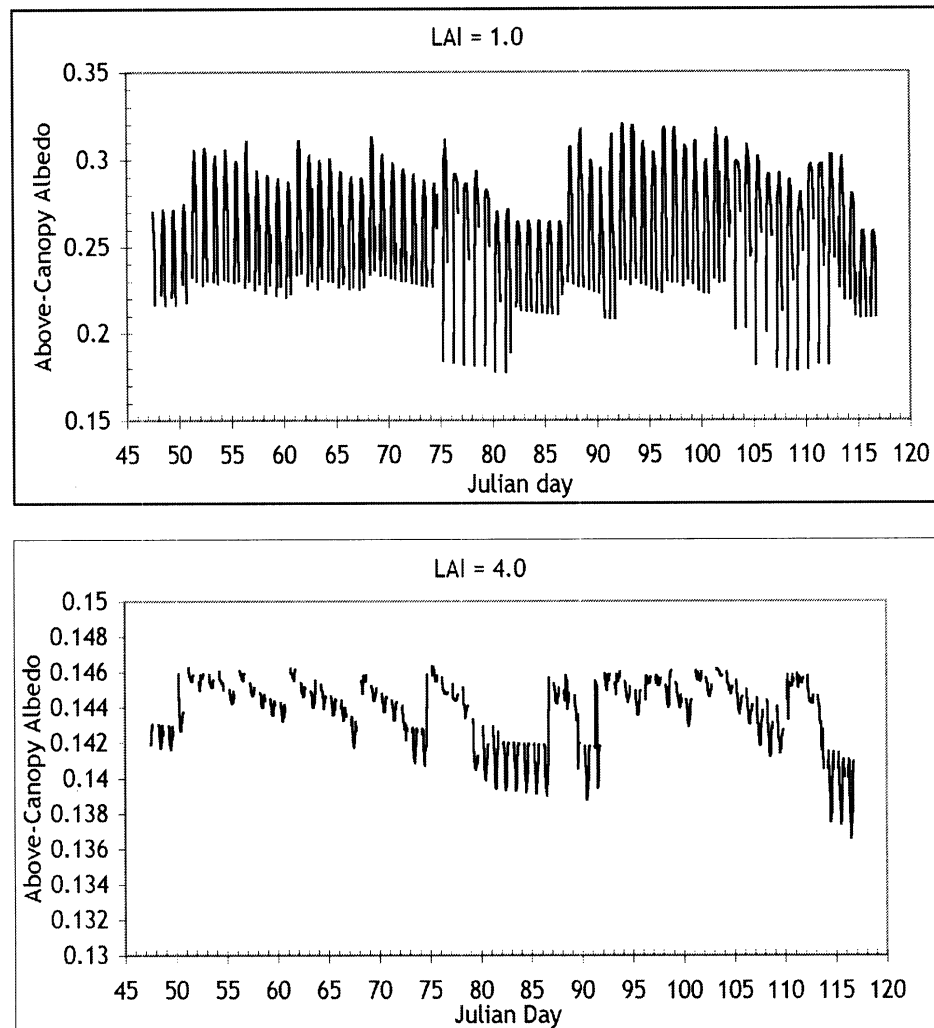 LAI = 1.0
0.35
0.3
0.25
0.2
0.15
Above-Canopy Albedo
45 50 55 60 65 70 75 80 85 90 95 100 105 110 115 120
Julian day
LAI = 4.0
0.15
0.148
0.146
0.144
0.142
0.14
0.138
0.136
0.134
0.132
0.13
Above-Canopy Albedo
45 50 55 60 65 70 75 80 85 90 95 100 105 110 115 120
Julian Day